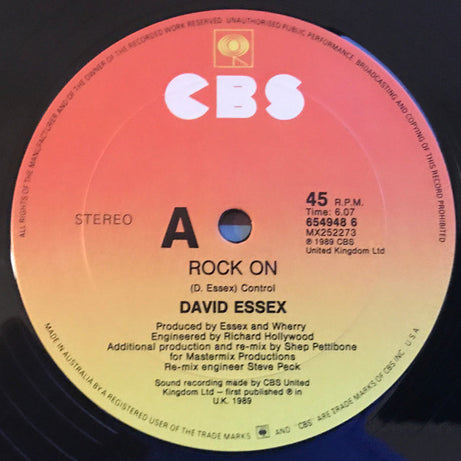 ALL RIGHTS OF THE MANUFACTURER AND OF THE OWNER OF THE RECORDED WORK RESERVED. UNAUTHORISED PUBLIC PERFORMANCE, BROADCASTING AND COPYING OF THIS RECORD PROHIBITED
CBS
STEREO
A
45 R.P.M.
Time: 6.07
654948 6
MX252273
℗ 1989 CBS
United Kingdom Ltd
ROCK ON
(D. Essex) Control
DAVID ESSEX
Produced by Essex and Wherry
Engineered by Richard Hollywood
Additional production and re-mix by Shep Pettibone
for Mastermix Productions
Re-mix engineer Steve Peck
Sound recording made by CBS United
Kingdom Ltd – first published ℗ in
U.K. 1989
MADE IN AUSTRALIA BY A REGISTERED USER OF THE TRADE MARKS AND "CBS" ARE TRADE MARKS OF CBS INC. U.S.A.